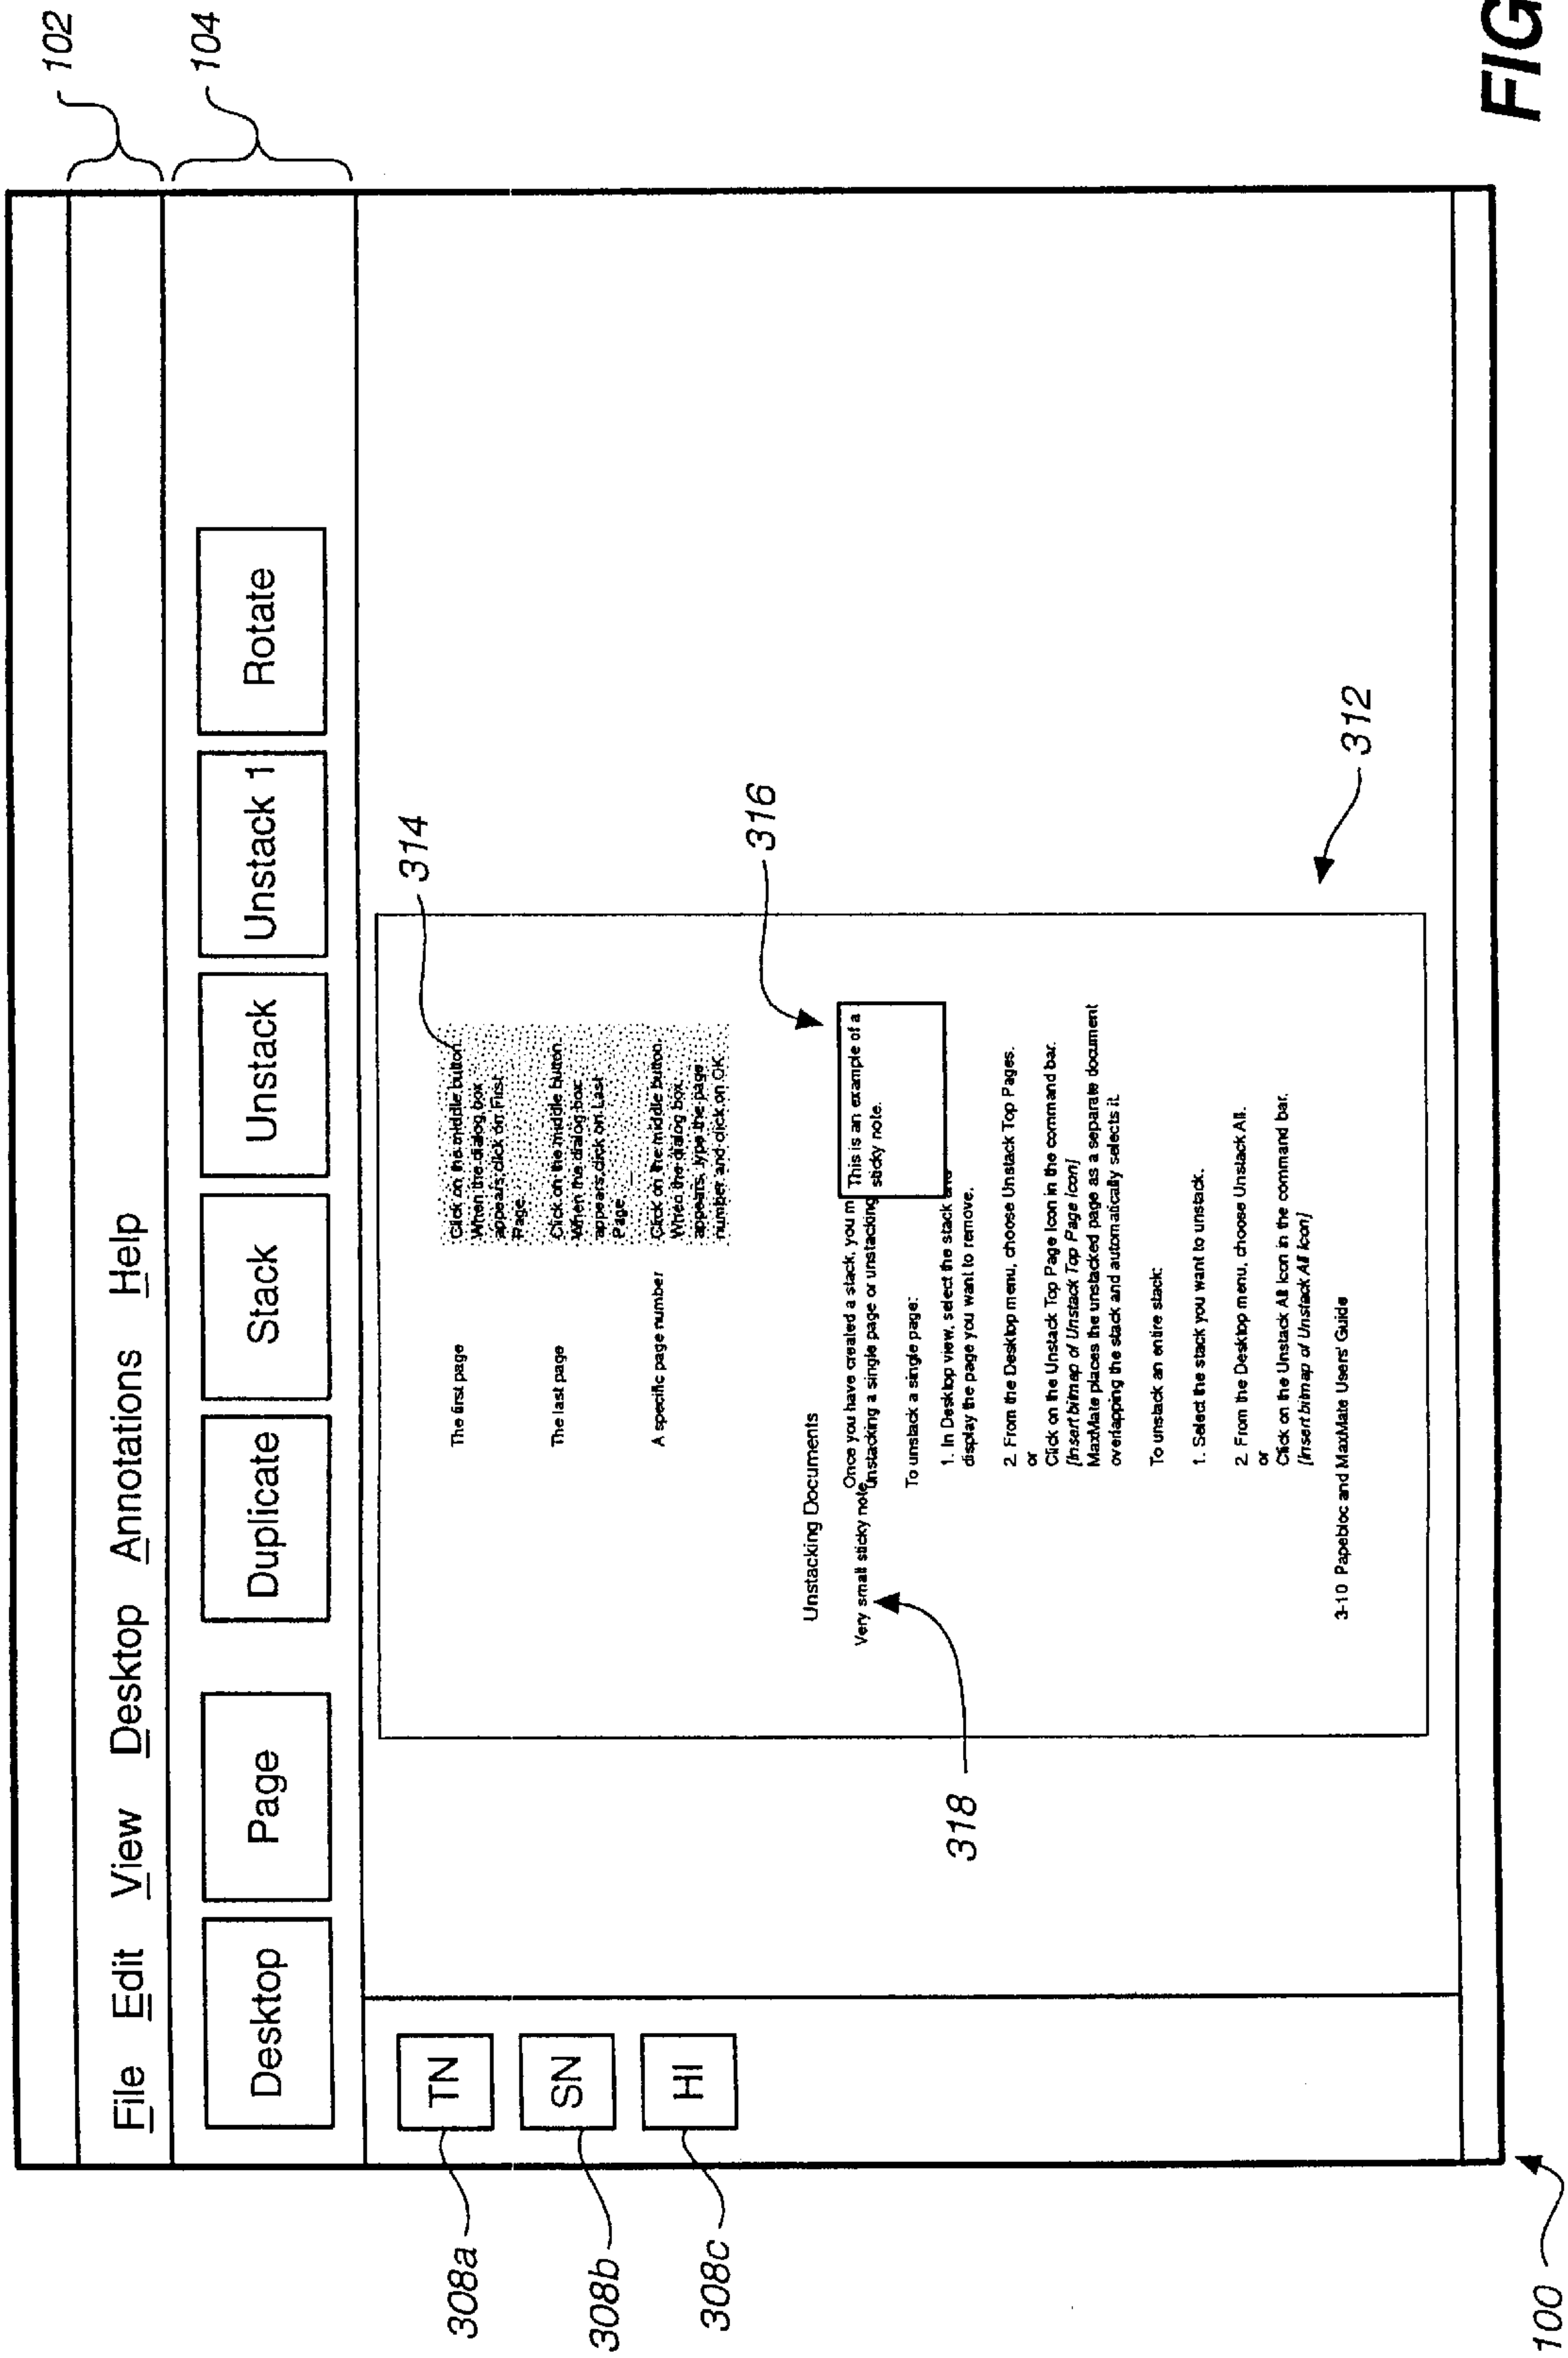 102
104
File Edit View Desktop Annotations Help
Desktop Page Duplicate Stack Unstack Unstack 1 Rotate
308a
TN
308b
SN
308c
HI
314
The first page
Click on the middle button.
When the dialog box
appears, click on First
Page.
The last page
Click on the middle button.
When the dialog box
appears, click on Last
Page
A specific page number
Click on the middle button.
When the dialog box
appears, type the page
number and click on OK.
316
Unstacking Documents
Once you have created a stack, you m
This is an example of a
sticky note.
Very small sticky note
Unstacking a single page or unstacking
318
To unstack a single page:
1. In Desktop view, select the stack and
display the page you want to remove.
2. From the Desktop menu, choose Unstack Top Pages.
or
Click on the Unstack Top Page Icon in the command bar.
[Insert bitmap of Unstack Top Page Icon]
MaxMate places the unstacked page as a separate document
overlapping the stack and automatically selects it.
To unstack an entire stack:
1. Select the stack you want to unstack.
2. From the Desktop menu, choose Unstack All.
or
Click on the Unstack All Icon in the command bar.
[Insert bitmap of Unstack All Icon]
3-10 Papebloc and MaxMate Users' Guide
312
100
FIG